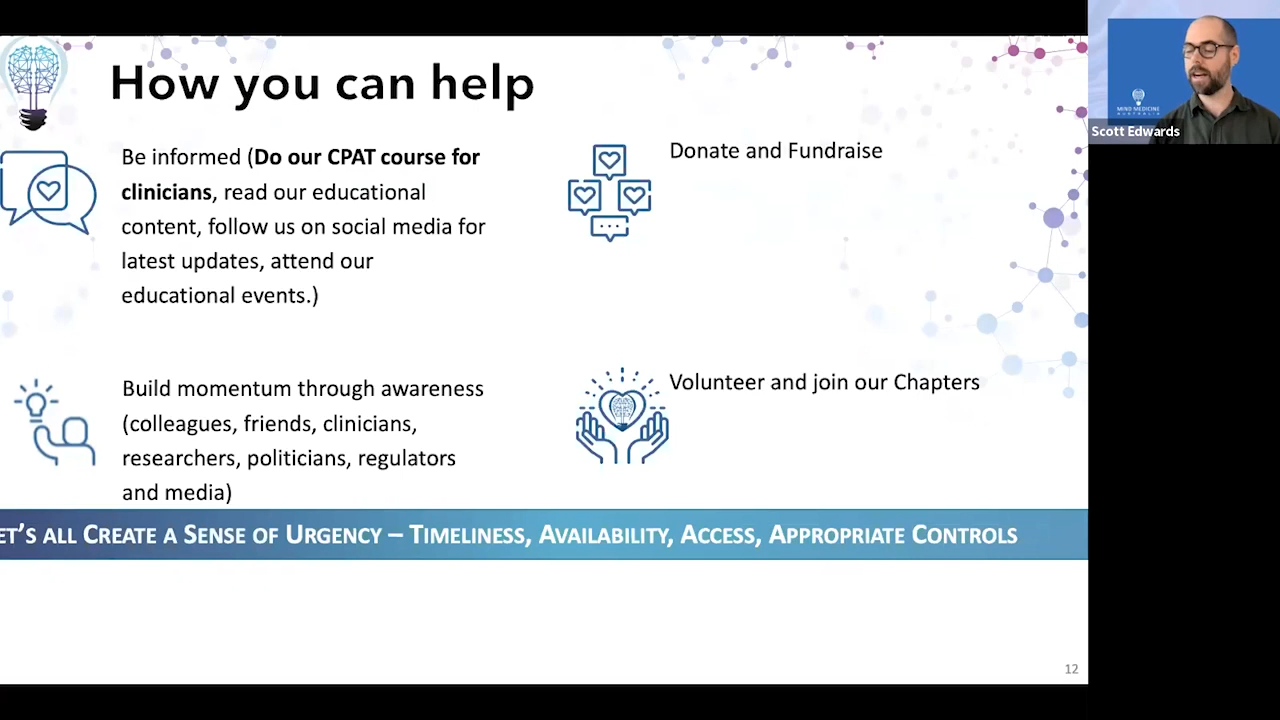 How you can help
Be informed (Do our CPAT course for
clinicians, read our educational
content, follow us on social media for
latest updates, attend our
educational events.)
Donate and Fundraise
Build momentum through awareness
(colleagues, friends, clinicians,
researchers, politicians, regulators
and media)
Volunteer and join our Chapters
ET'S ALL CREATE A SENSE OF URGENCY – TIMELINESS, AVAILABILITY, ACCESS, APPROPRIATE CONTROLS
12
MIND MEDICINE
AUSTRALIA
Scott Edwards